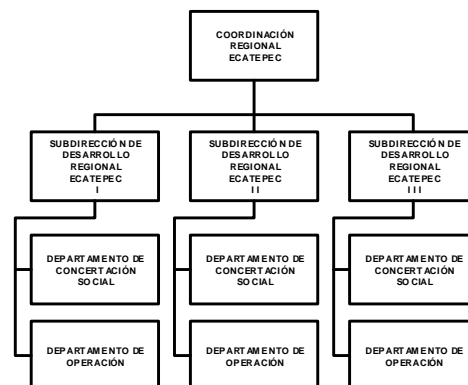 COORDINACIÓN
REGIONAL
ECATEPEC
SUBDIRECCIÓN DE
DESARROLLO
REGIONAL
ECATEPEC
I
SUBDIRECCIÓN DE
DESARROLLO
REGIONAL
ECATEPEC
II
SUBDIRECCIÓN DE
DESARROLLO
REGIONAL
ECATEPEC
III
DEPARTAMENTO DE
CONCERTACIÓN
SOCIAL
DEPARTAMENTO DE
CONCERTACIÓN
SOCIAL
DEPARTAMENTO DE
CONCERTACIÓN
SOCIAL
DEPARTAMENTO DE
OPERACIÓN
DEPARTAMENTO DE
OPERACIÓN
DEPARTAMENTO DE
OPERACIÓN